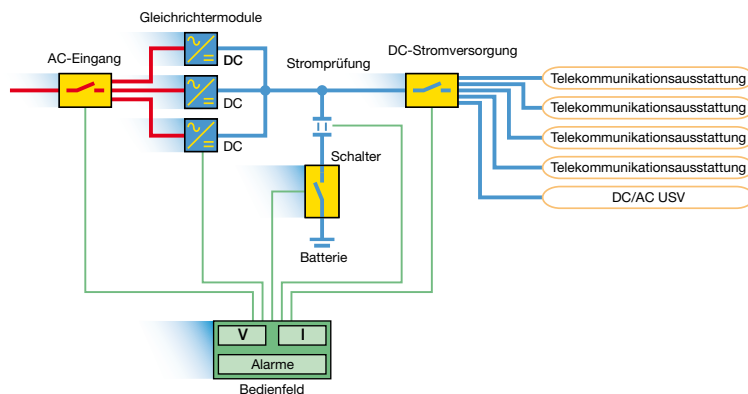 Gleichrichtermodule
AC-Eingang
DC
DC
DC
Stromprüfung
DC-Stromversorgung
Telekommunikationsausstattung
Telekommunikationsausstattung
Telekommunikationsausstattung
Telekommunikationsausstattung
DC/AC USV
Schalter
Batterie
V
I
Alarme
Bedienfeld